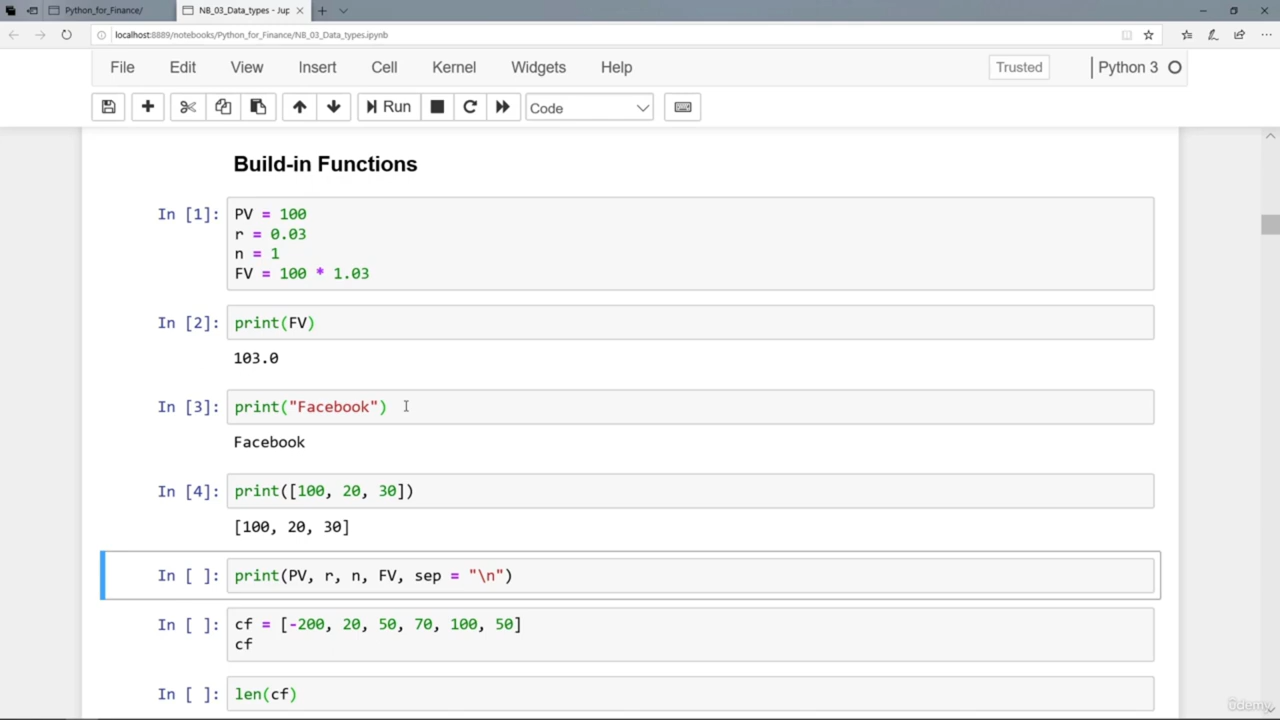 Python_for_Finance/
NB_03_Data_types - Jup
localhost:8889/notebooks/Python_for_Finance/NB_03_Data_types.ipynb
File Edit View Insert Cell Kernel Widgets Help Trusted Python 3
Run Code
Build-in Functions
In [1]: PV = 100
r = 0.03
n = 1
FV = 100 * 1.03
In [2]: print(FV)
103.0
In [3]: print("Facebook")
Facebook
In [4]: print([100, 20, 30])
[100, 20, 30]
In [ ]: print(PV, r, n, FV, sep = "\n")
In [ ]: cf = [-200, 20, 50, 70, 100, 50]
cf
In [ ]: len(cf)
ûdemy